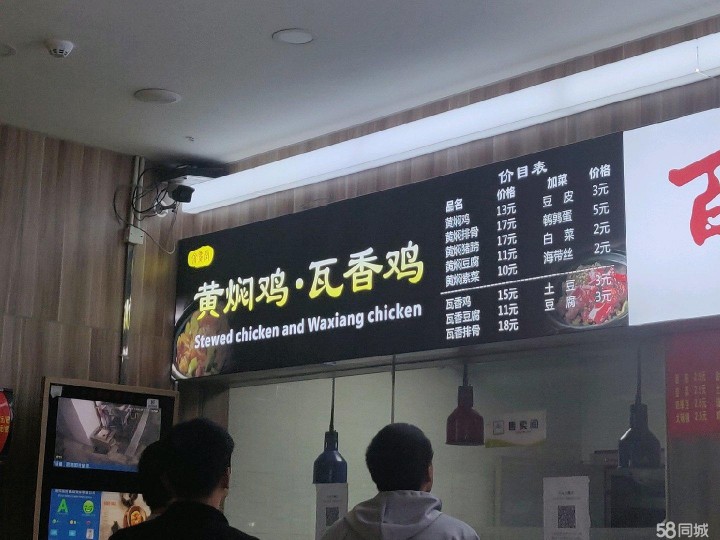 价目表
品名 价格 加菜 价格
黄焖鸡 13元 豆皮 3元
黄焖排骨 17元 鹌鹑蛋 5元
黄焖猪蹄 17元 白菜 2元
黄焖豆腐 11元 海带丝 2元
黄焖素菜 10元
瓦香鸡 15元 土豆 3元
瓦香豆腐 11元 豆腐 3元
瓦香排骨 18元
黄焖鸡·瓦香鸡
Stewed chicken and Waxiang chicken
百
售卖间
A
58同城